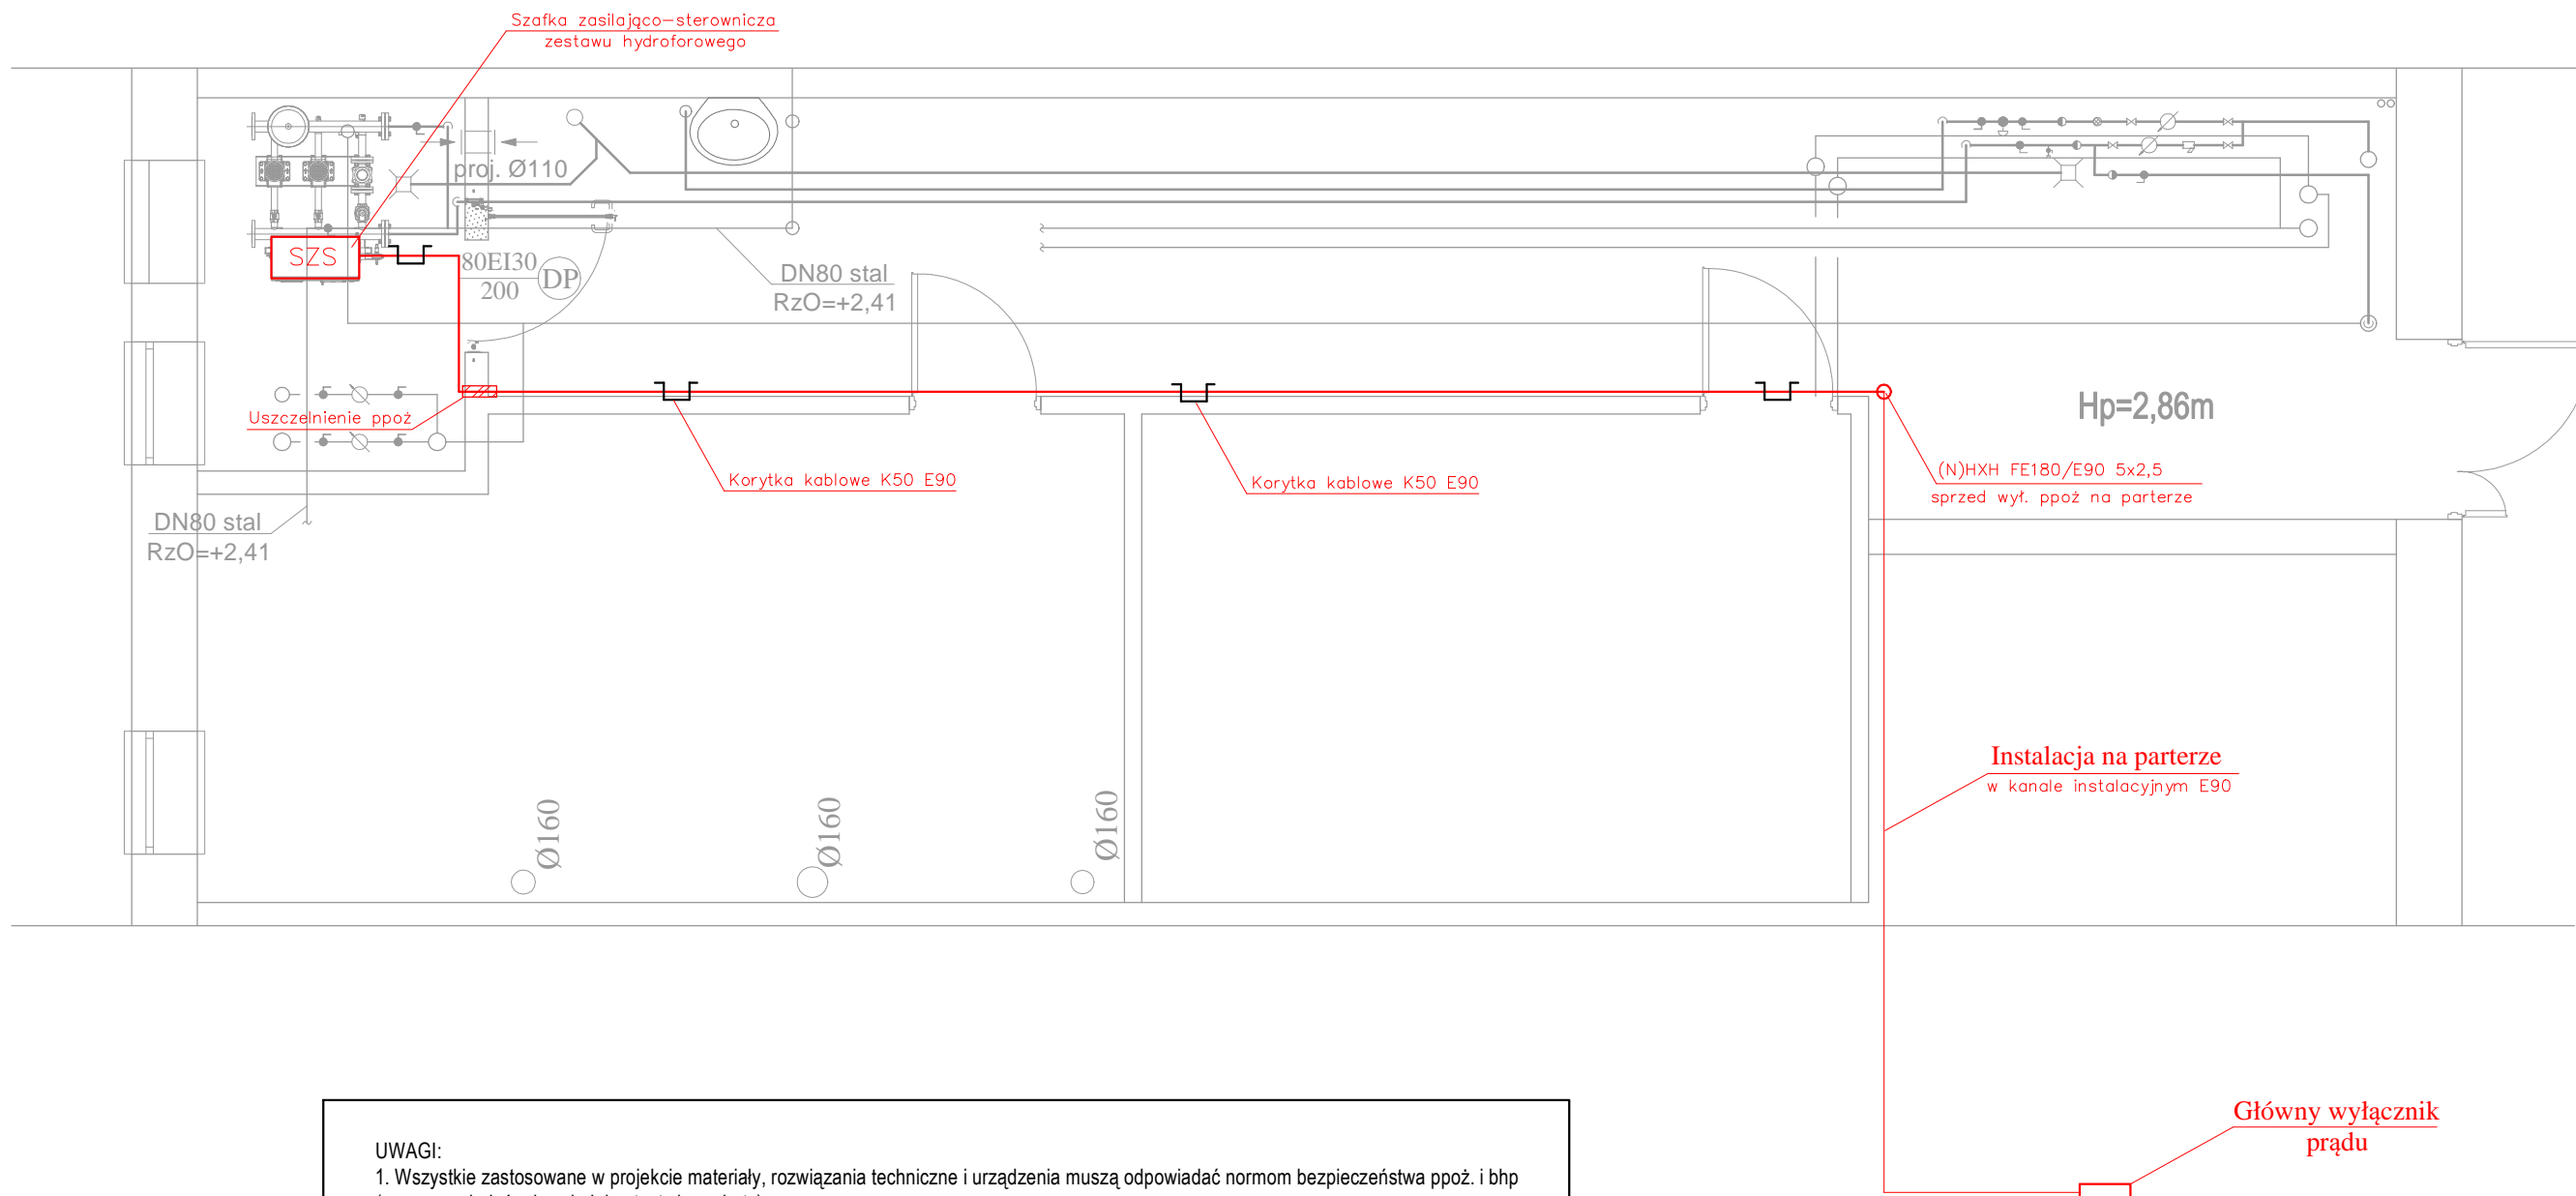 Szafka zasilająco-sterownicza
zestawu hydroforowego
proj. Ø110
SZS
80EI30
200
DP
DN80 stal
RzO=+2,41
Uszczelnienie ppoż
Hp=2,86m
Korytka kablowe K50 E90
Korytka kablowe K50 E90
(N)HXH FE180/E90 5x2,5
sprzed wył. ppoż na parterze
DN80 stal
RzO=+2,41
Instalacja na parterze
w kanale instalacyjnym E90
Ø160
Ø160
Ø160
Główny wyłącznik
prądu
UWAGI:
1. Wszystkie zastosowane w projekcie materiały, rozwiązania techniczne i urządzenia muszą odpowiadać normom bezpieczeństwa ppoż. i bhp